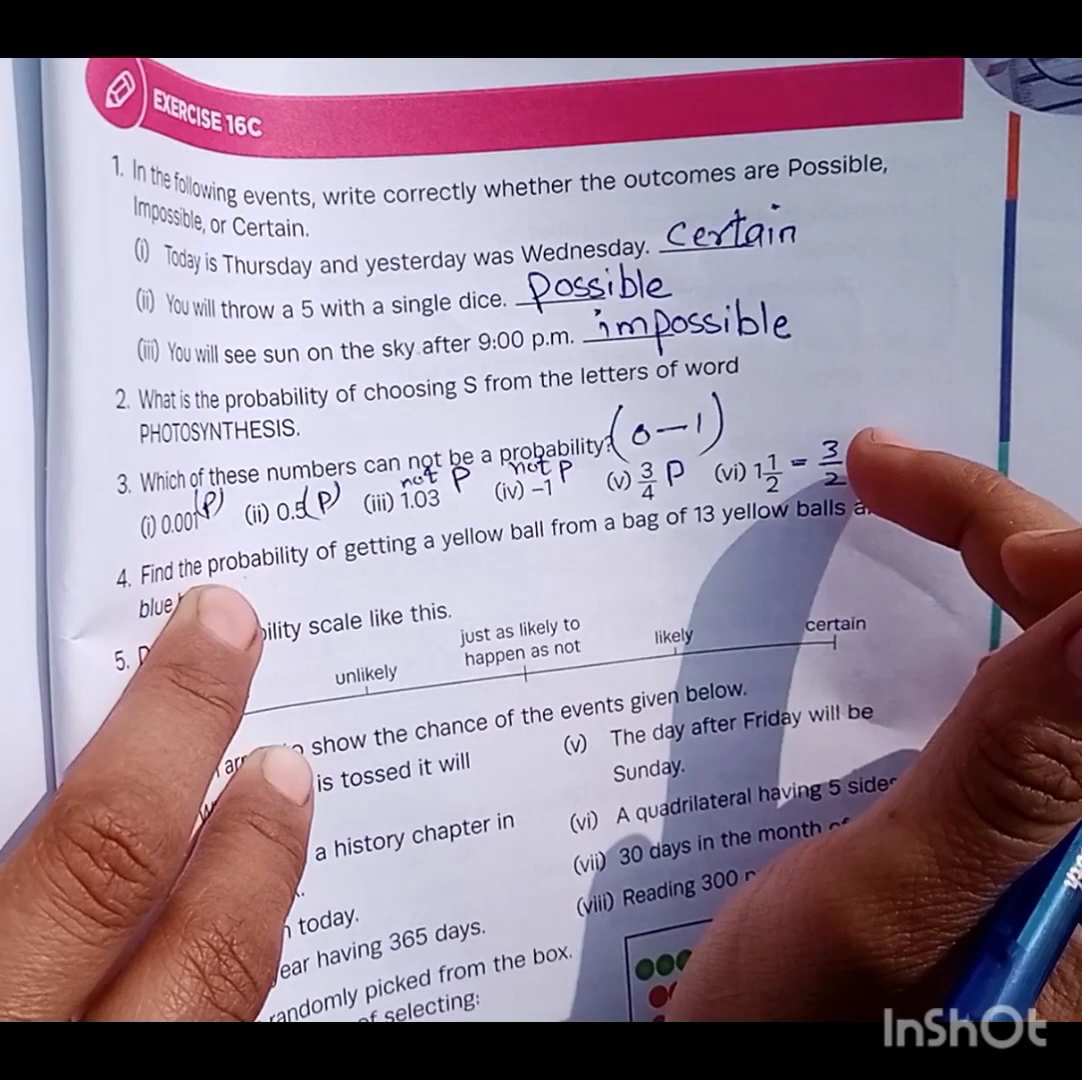 EXERCISE 16C
1. In the following events, write correctly whether the outcomes are Possible,
Impossible, or Certain.
(i) Today is Thursday and yesterday was Wednesday. certain
(ii) You will throw a 5 with a single dice. possible
(iii) You will see sun on the sky after 9:00 p.m. impossible
2. What is the probability of choosing S from the letters of word
PHOTOSYNTHESIS.
3. Which of these numbers can not be a probability? (0-1)
(i) 0.001 (P) (ii) 0.5 (P) (iii) 1.03 not P (iv) -1 not P (v) 3/4 P (vi) 1 1/2 = 3/2
4. Find the probability of getting a yellow ball from a bag of 13 yellow balls
blue
5.
bility scale like this.
unlikely
just as likely to
happen as not
likely
certain
show the chance of the events given below.
is tossed it will
a history chapter in
today.
ear having 365 days.
(v) The day after Friday will be
Sunday.
(vi) A quadrilateral having 5 sides
(vii) 30 days in the month
(viii) Reading 300
randomly picked from the box.
of selecting:
InShOt